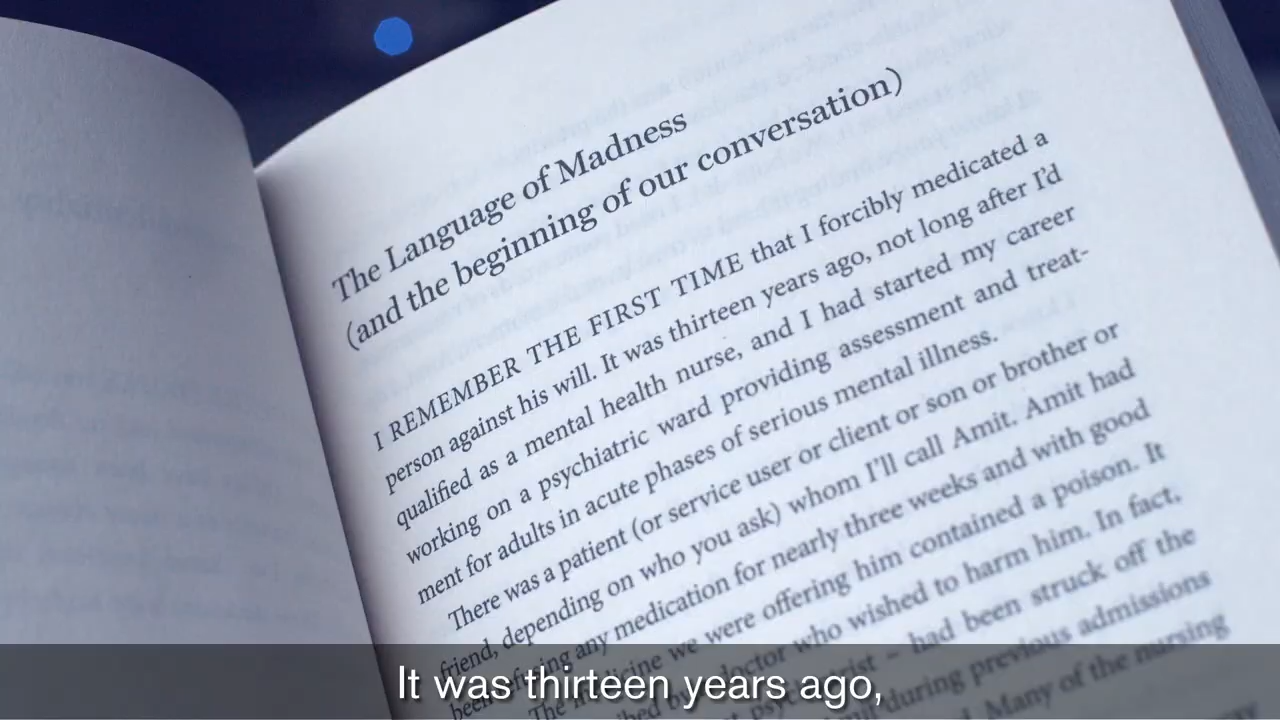 The Language of Madness
(and the beginning of our conversation)
I REMEMBER THE FIRST TIME that I forcibly medicated a
person against his will. It was thirteen years ago, not long after I'd
qualified as a mental health nurse, and I had started my career
working on a psychiatric ward providing assessment and treat-
ment for adults in acute phases of serious mental illness.
There was a patient (or service user or client or son or brother or
friend, depending on who you ask) whom I'll call Amit. Amit had
been refusing any medication for nearly three weeks and with good
The medicine we were offering him contained a poison. It
by a doctor who wished to harm him. In fact,
psychiatrist – had been struck off the
during previous admissions
Many of the nursing
It was thirteen years ago,